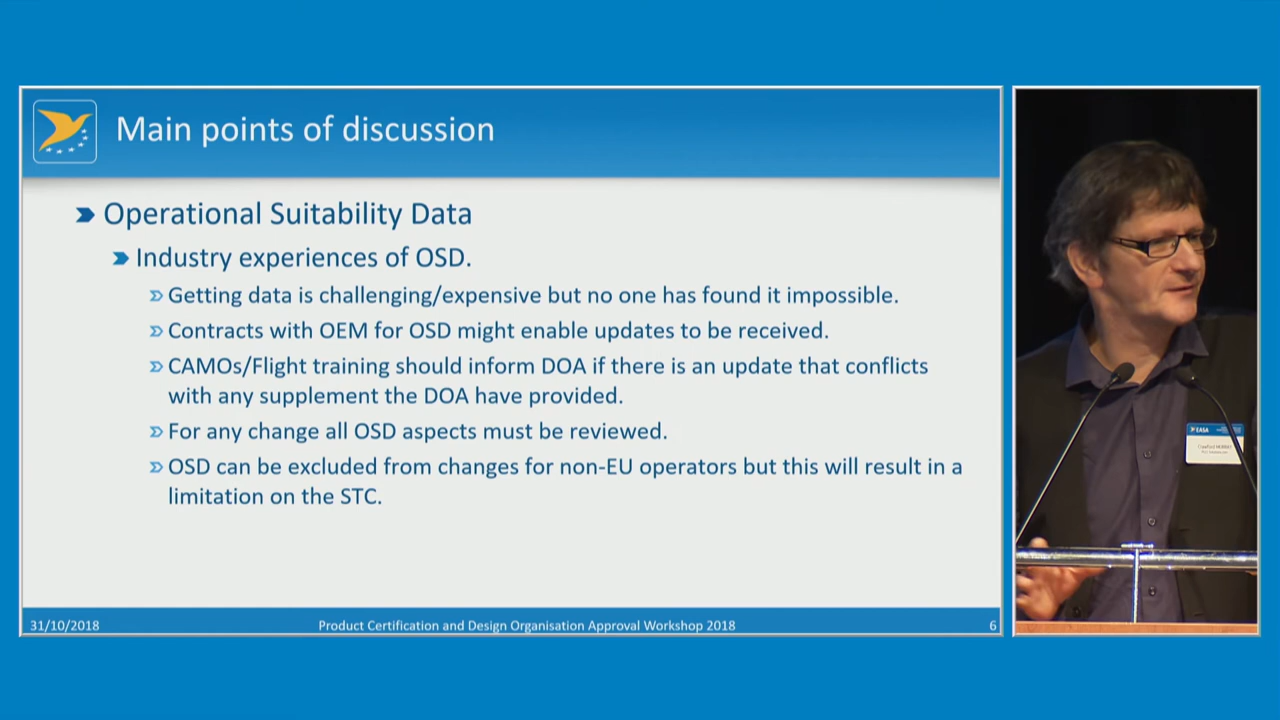 Main points of discussion
Operational Suitability Data
Industry experiences of OSD.
Getting data is challenging/expensive but no one has found it impossible.
Contracts with OEM for OSD might enable updates to be received.
CAMOs/Flight training should inform DOA if there is an update that conflicts
with any supplement the DOA have provided.
For any change all OSD aspects must be reviewed.
OSD can be excluded from changes for non-EU operators but this will result in a
limitation on the STC.
31/10/2018
Product Certification and Design Organisation Approval Workshop 2018
6
EASA
Crawford